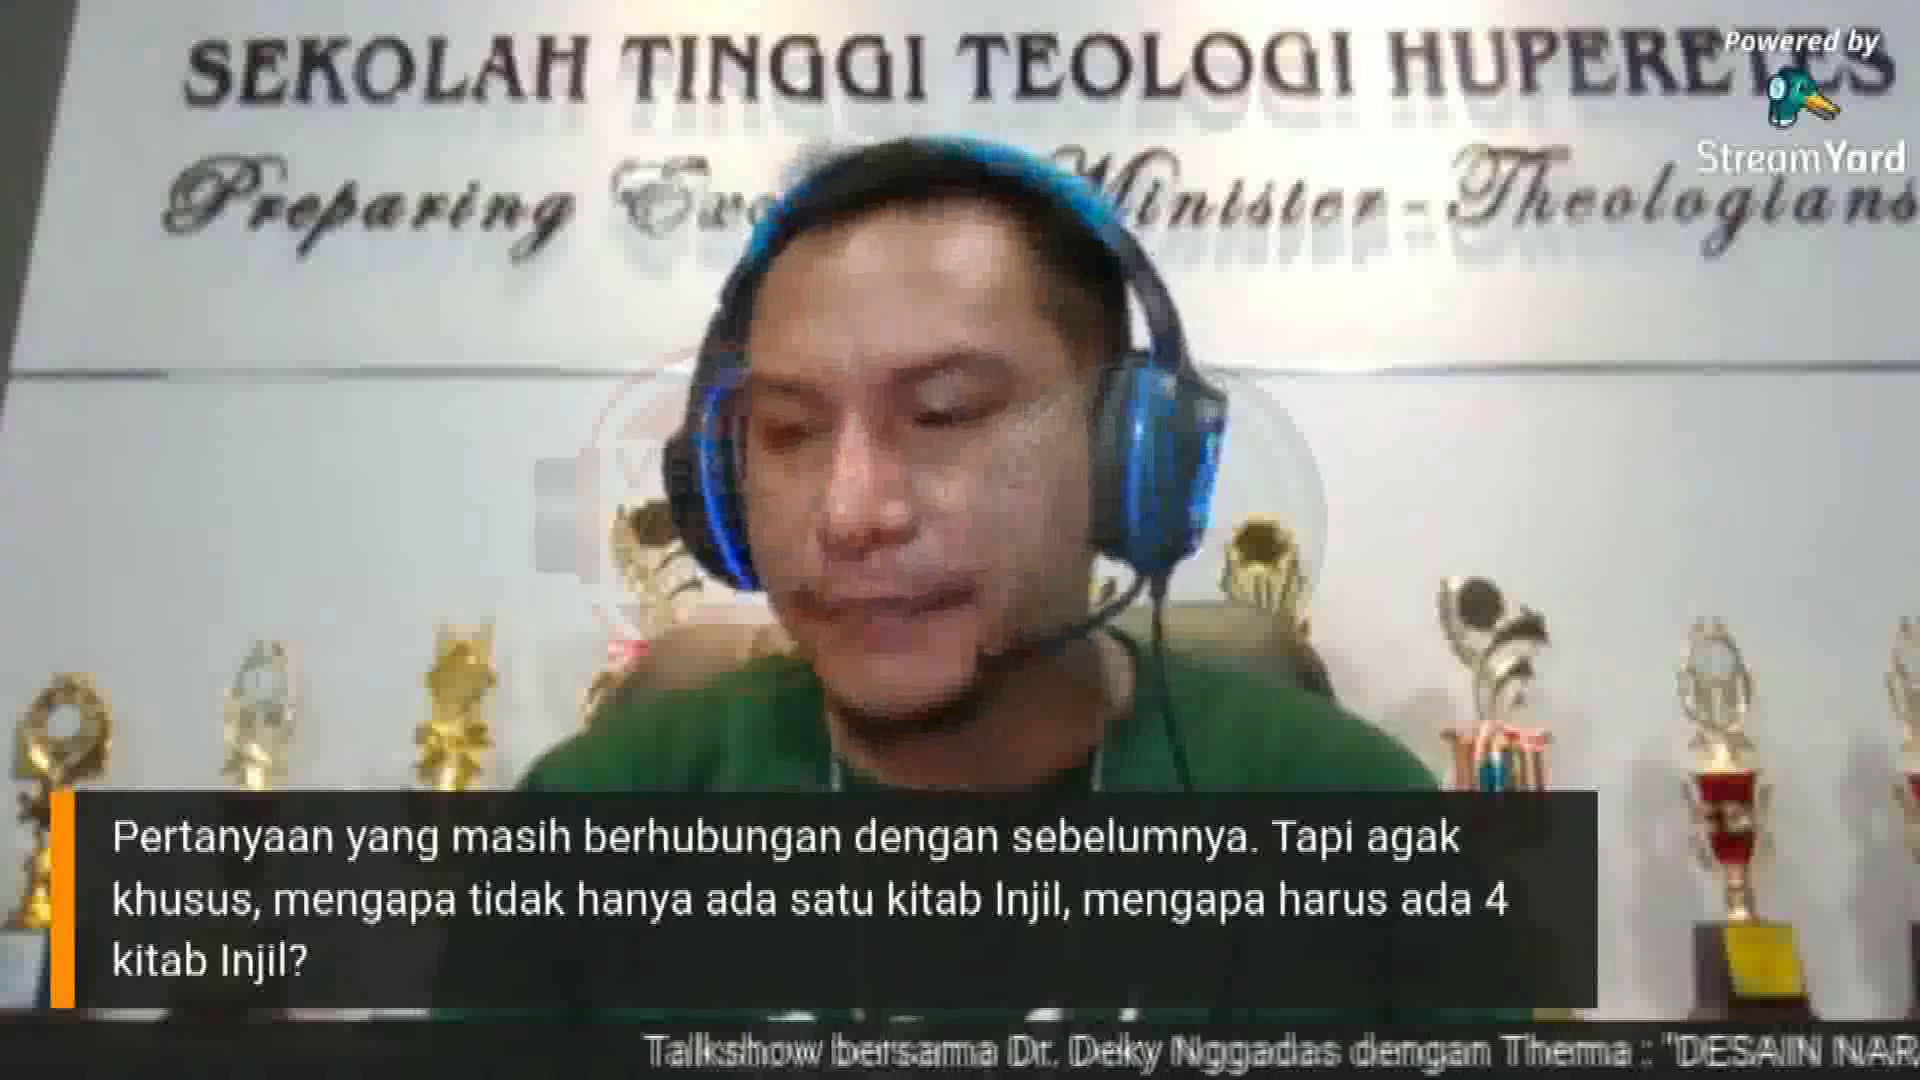 SEKOLAH TINGGI TEOLOGI HUPERETES
Powered by
StreamYard
Preparing Minister - Theologians
Pertanyaan yang masih berhubungan dengan sebelumnya. Tapi agak
khusus, mengapa tidak hanya ada satu kitab Injil, mengapa harus ada 4
kitab Injil?
Talkshow bersama Dr. Deky Nggadas dengan Thema : "DESAIN NAR